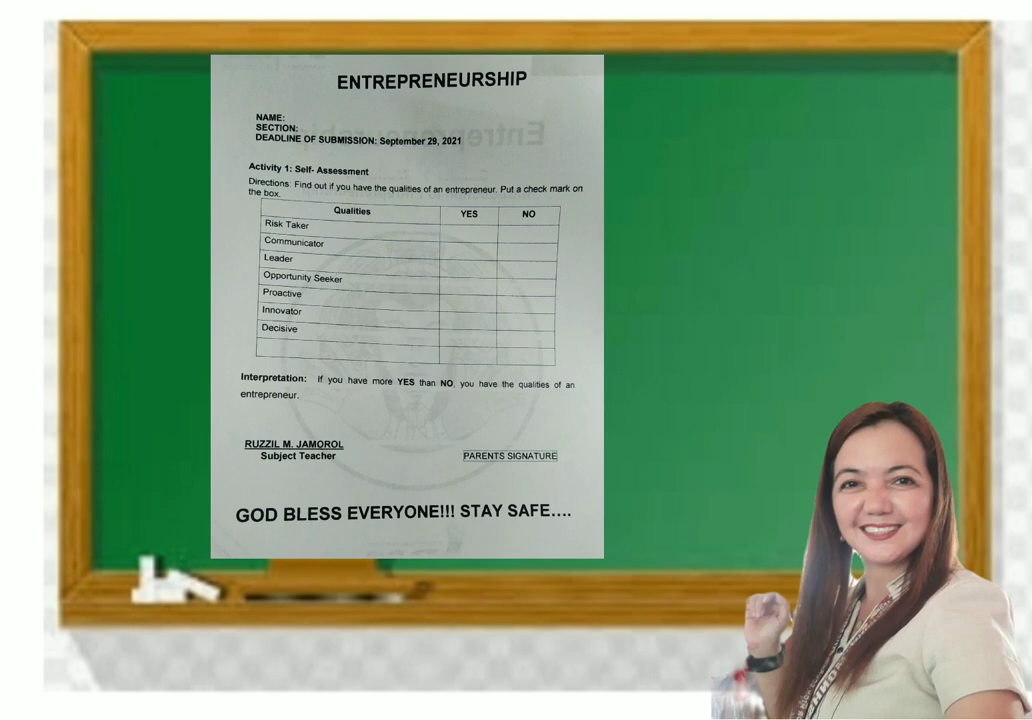 ENTREPRENEURSHIP
NAME:
SECTION:
DEADLINE OF SUBMISSION: September 29, 2021
Activity 1: Self- Assessment
Directions: Find out if you have the qualities of an entrepreneur. Put a check mark on
the box.
Qualities YES NO
Risk Taker
Communicator
Leader
Opportunity Seeker
Proactive
Innovator
Decisive
Interpretation: If you have more YES than NO, you have the qualities of an
entrepreneur.
RUZZIL M. JAMOROL
Subject Teacher
PARENTS SIGNATURE
GOD BLESS EVERYONE!!! STAY SAFE....